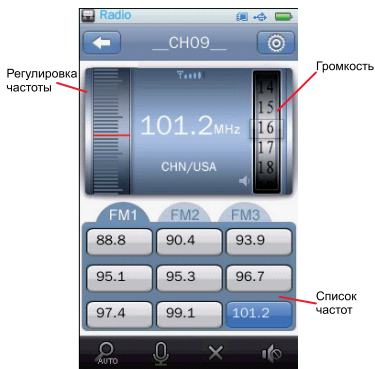 Radio
__CH09__
Регулировка
частоты
Громкость
14
15
101.2MHz
16
17
CHN/USA
18
FM1 FM2 FM3
88.8 90.4 93.9
95.1 95.3 96.7
97.4 99.1 101.2
Список
частот
AUTO